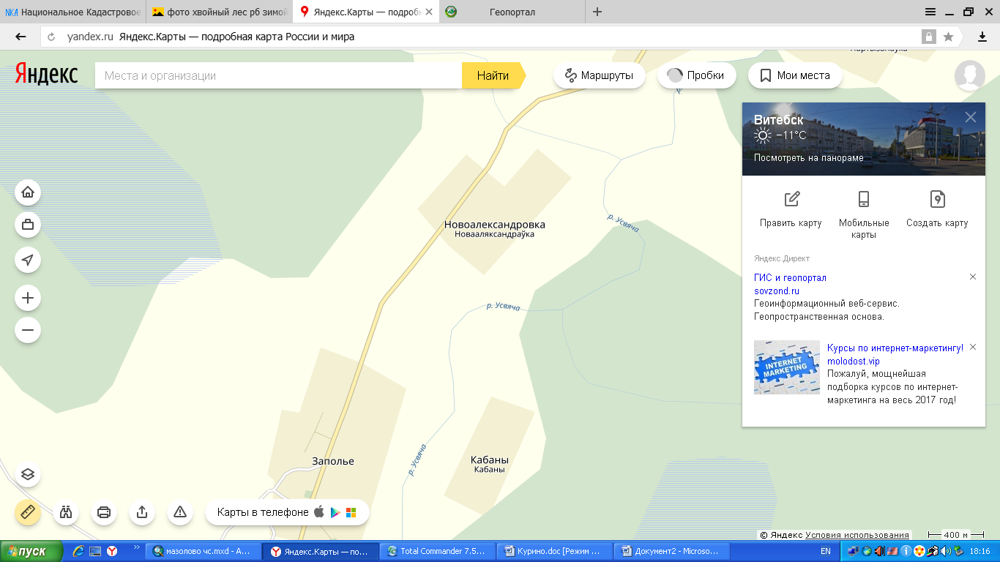 Национальное Кадастровое
фото хвойный лес рб зимой
Яндекс.Карты — подробн
Геопортал
yandex.ru Яндекс.Карты — подробная карта России и мира
Яндекс
Места и организации
Найти
Маршруты
Пробки
Мои места
Витебск
−11°C
Посмотреть на панораме
Править карту
Мобильные
карты
Создать карту
Яндекс.Директ
ГИС и геопортал
sovzond.ru
Геоинформационный веб-сервис.
Геопространственная основа.
INTERNET
MARKETING
Курсы по интернет-маркетингу!
molodost.vip
Пожалуй, мощнейшая
подборка курсов по интернет-
маркетинга на весь 2017 год!
Новоалександровка
Новааляксандраўка
р. Усвяча
р. Усвяча
р. Усвяча
Заполье
Кабаны
Кабаны
Карты в телефоне
© Яндекс Условия использования
400 м
пуск
мазолово чс.mxd - A...
Яндекс.Карты — по...
Total Commander 7.5...
Курино.doc [Режим ...
Документ2 - Microso...
EN
18:16